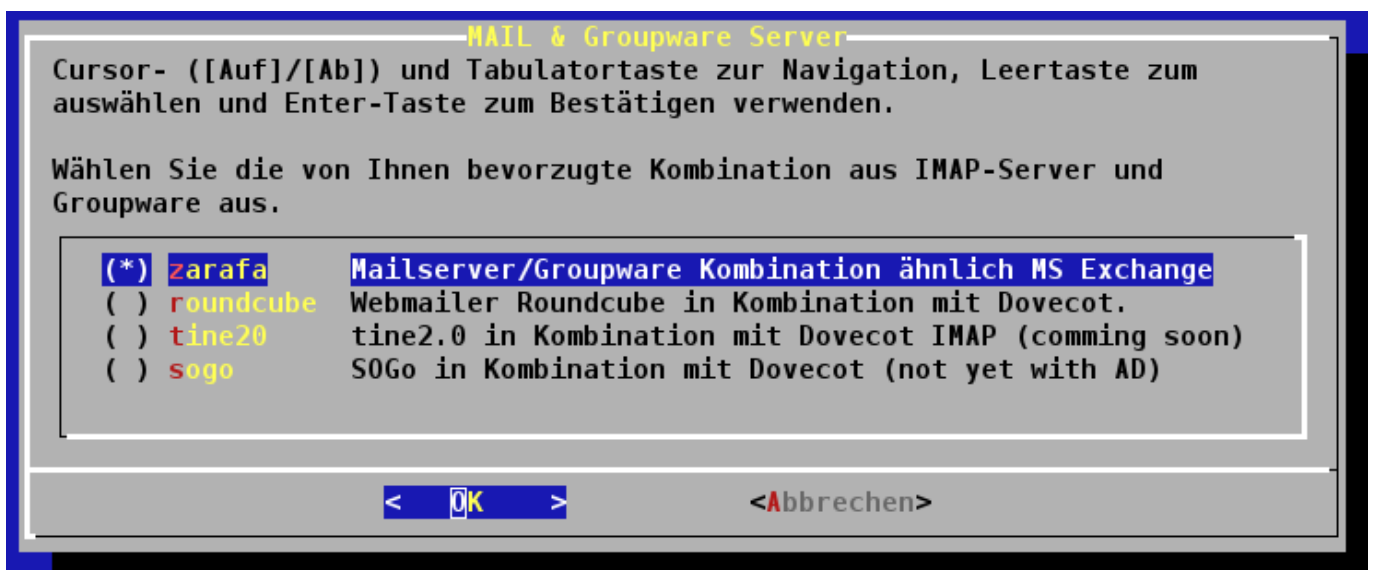 MAIL & Groupware Server
Cursor- ([Auf]/[Ab]) und Tabulatortaste zur Navigation, Leertaste zum
auswählen und Enter-Taste zum Bestätigen verwenden.
Wählen Sie die von Ihnen bevorzugte Kombination aus IMAP-Server und
Groupware aus.
(*) zarafa Mailserver/Groupware Kombination ähnlich MS Exchange
( ) roundcube Webmailer Roundcube in Kombination mit Dovecot.
( ) tine20 tine2.0 in Kombination mit Dovecot IMAP (comming soon)
( ) sogo SOGo in Kombination mit Dovecot (not yet with AD)
< OK > <Abbrechen>